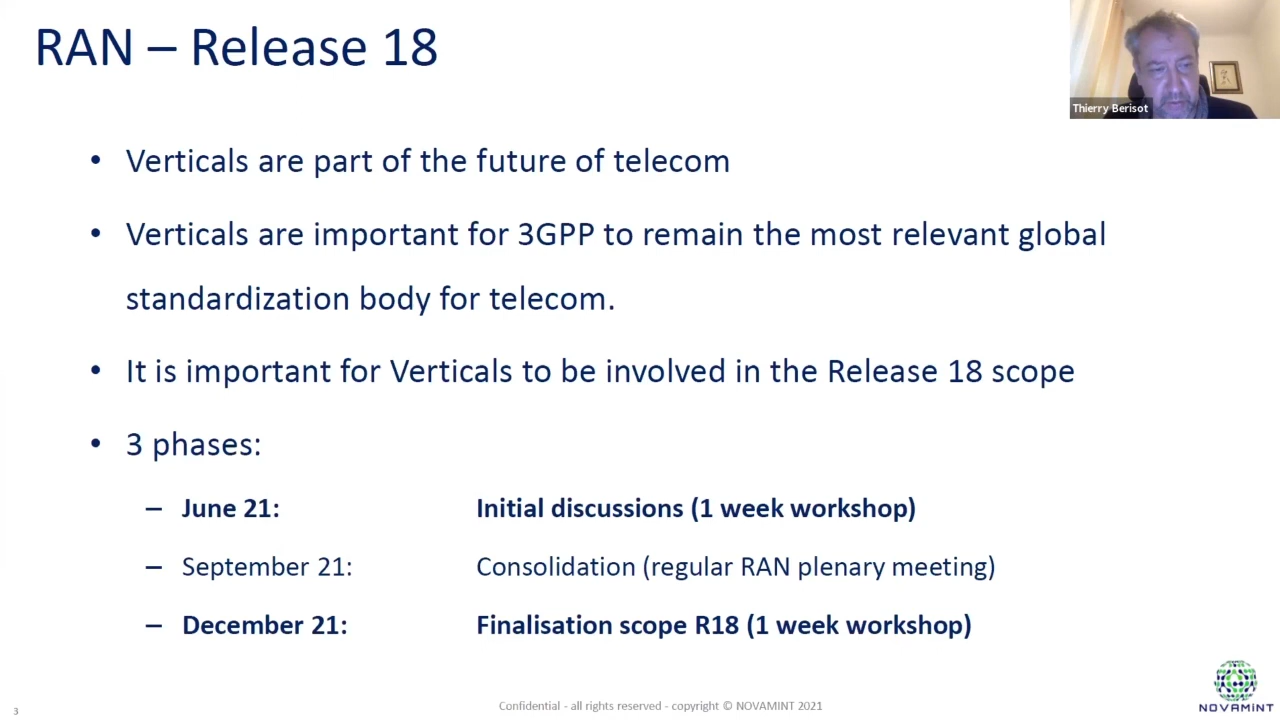 RAN – Release 18
Thierry Berisot
• Verticals are part of the future of telecom
• Verticals are important for 3GPP to remain the most relevant global
standardization body for telecom.
• It is important for Verticals to be involved in the Release 18 scope
• 3 phases:
– June 21: Initial discussions (1 week workshop)
– September 21: Consolidation (regular RAN plenary meeting)
– December 21: Finalisation scope R18 (1 week workshop)
3
Confidential - all rights reserved - copyright © NOVAMINT 2021
NOVAMINT